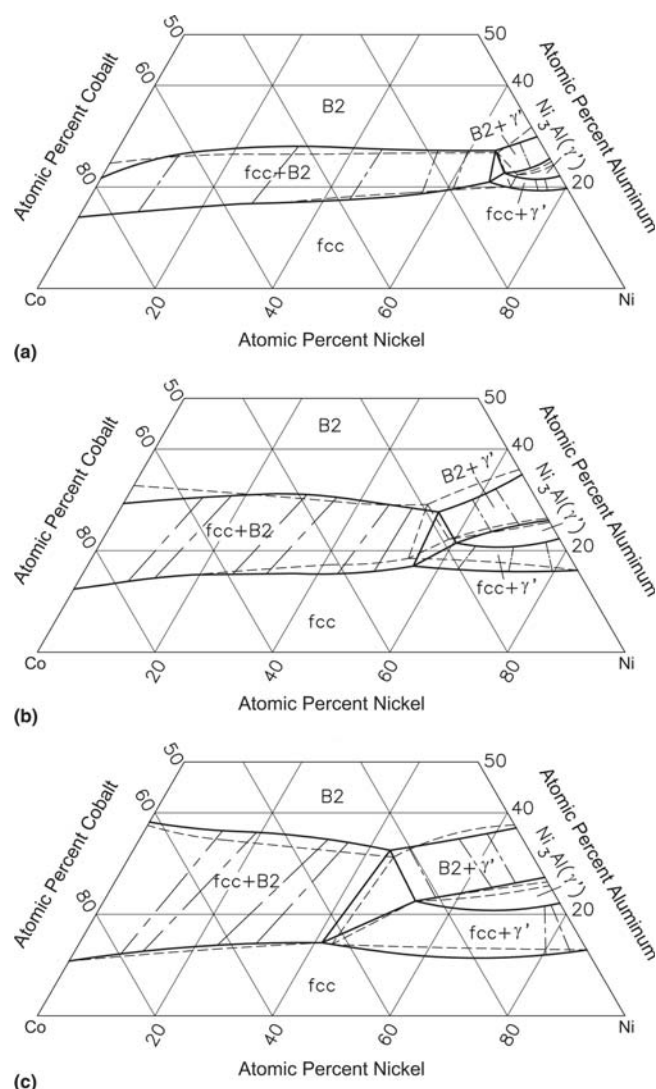 50
50
Atomic Percent Cobalt
Atomic Percent Aluminum
60
40
B2
B2+γ'
Ni3Al(γ')
80
fcc+B2
20
fcc+γ'
fcc
Co
Ni
20
40
60
80
Atomic Percent Nickel
(a)
50
50
Atomic Percent Cobalt
Atomic Percent Aluminum
60
B2
40
B2+γ'
Ni3Al(γ')
fcc+B2
80
20
fcc+γ'
fcc
Co
Ni
20
40
60
80
Atomic Percent Nickel
(b)
50
50
Atomic Percent Cobalt
Atomic Percent Aluminum
B2
60
40
B2+γ'
Ni3Al(γ')
fcc+B2
80
20
fcc+γ'
fcc
Co
Ni
20
40
60
80
Atomic Percent Nickel
(c)